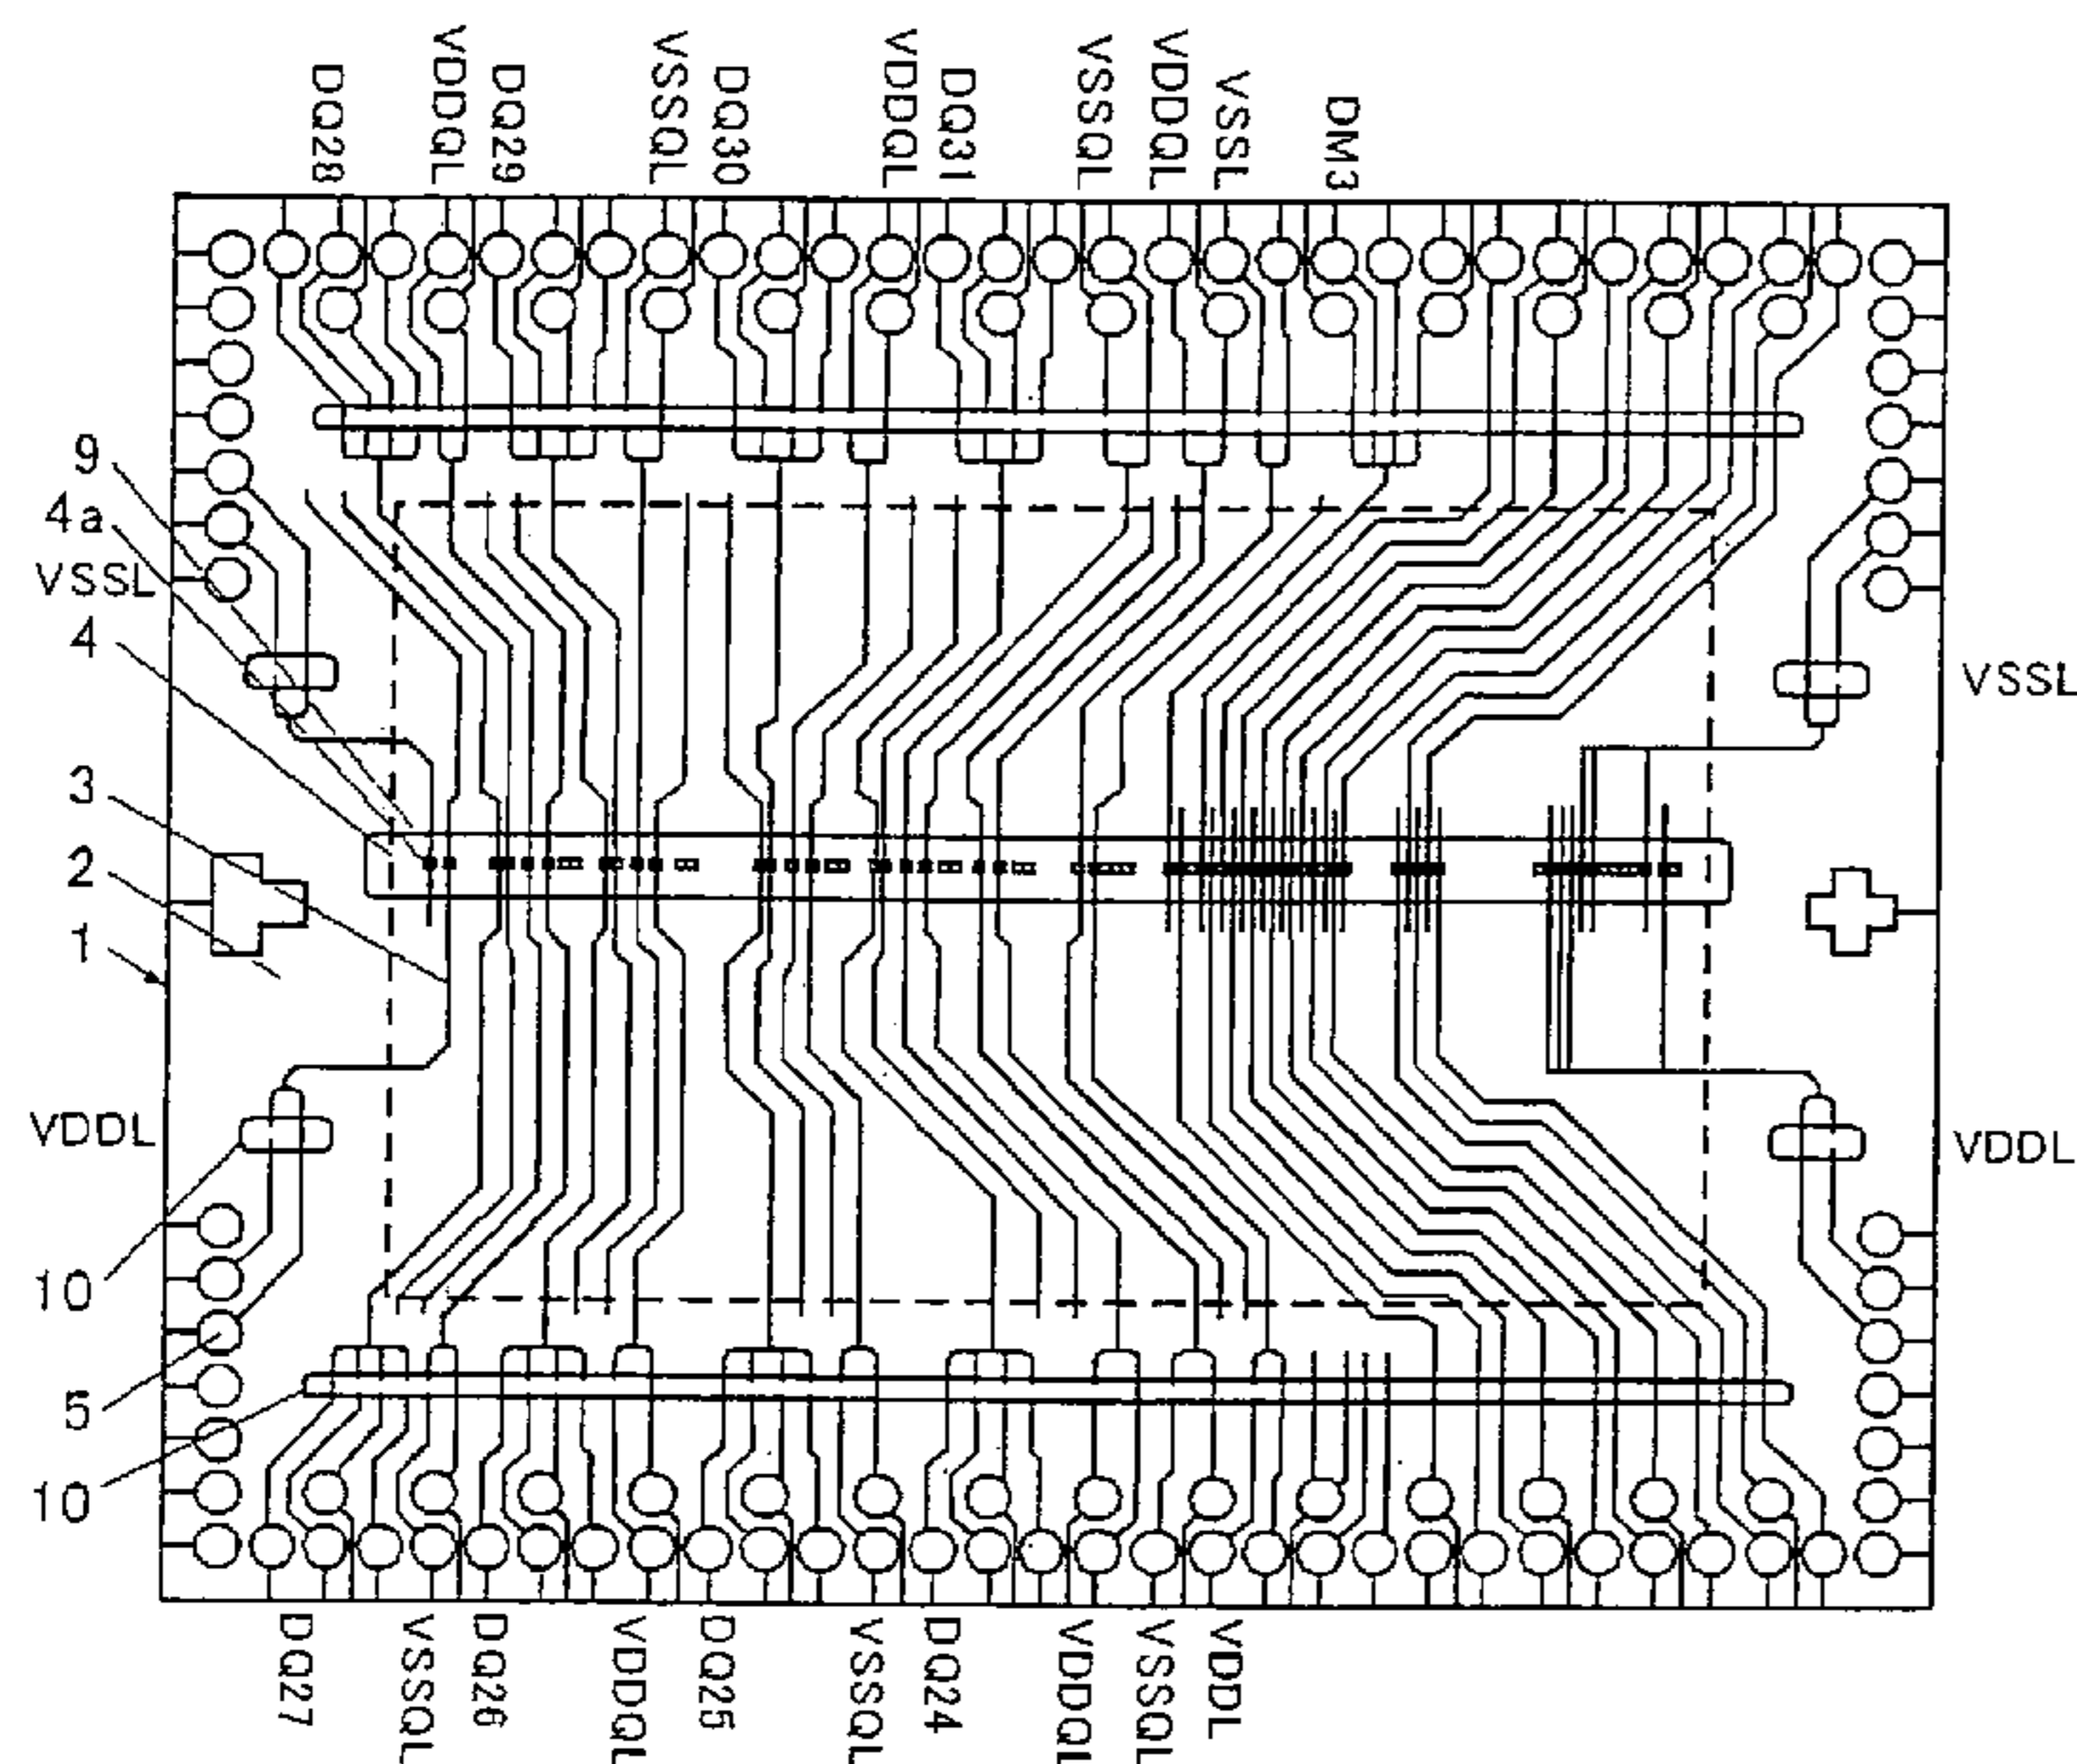 DQ28
VDDQL
DQ29
VSSQL
DQ30
VDDQL
DQ31
VSSQL
VDDQL
VSSL
DM3
9
4a
VSSL
4
3
2
1
VDDL
10
5
10
VSSL
VDDL
DQ27
VSSQL
DQ26
VDDQL
DQ25
VSSQL
DQ24
VDDQL
VSSQL
VDDL